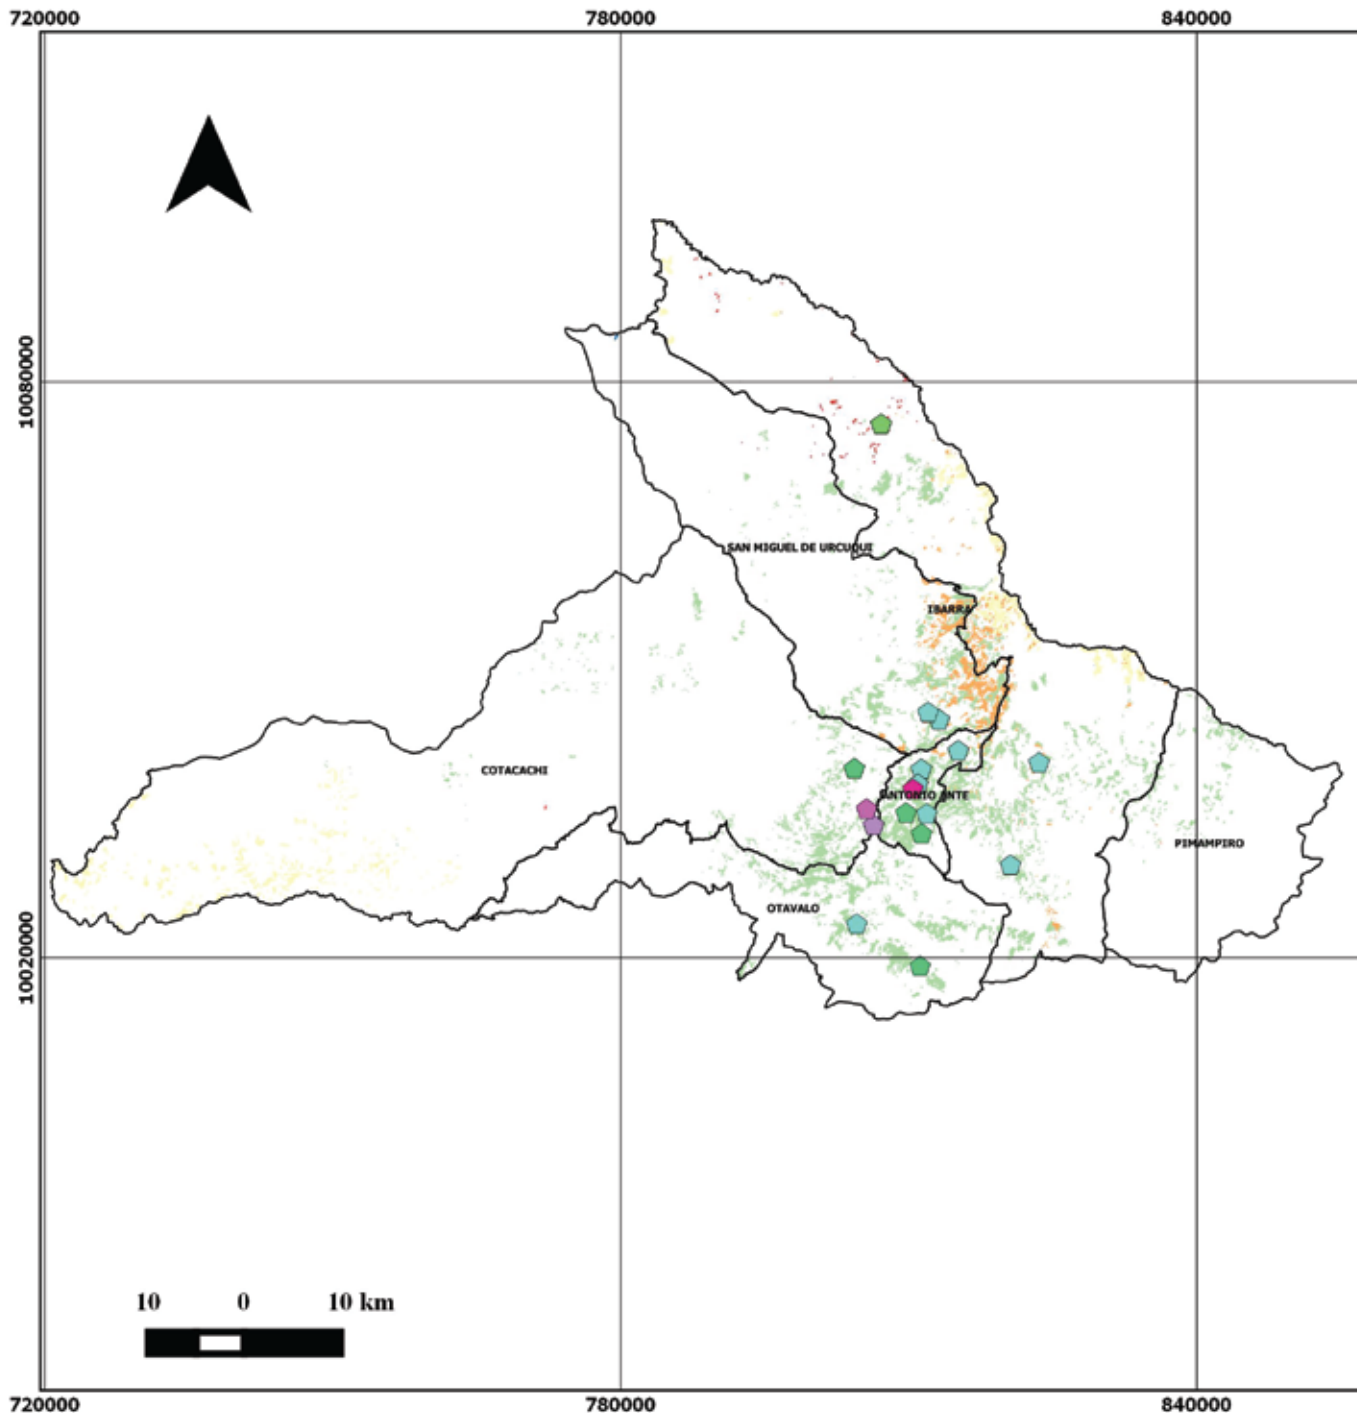 720000 780000 840000
10080000
SAN MIGUEL DE URCUQUI
IBARRA
COTACACHI
ANTONIO ANTE
PIMAMPIRO
OTAVALO
10020000
10 0 10 km
720000 780000 840000